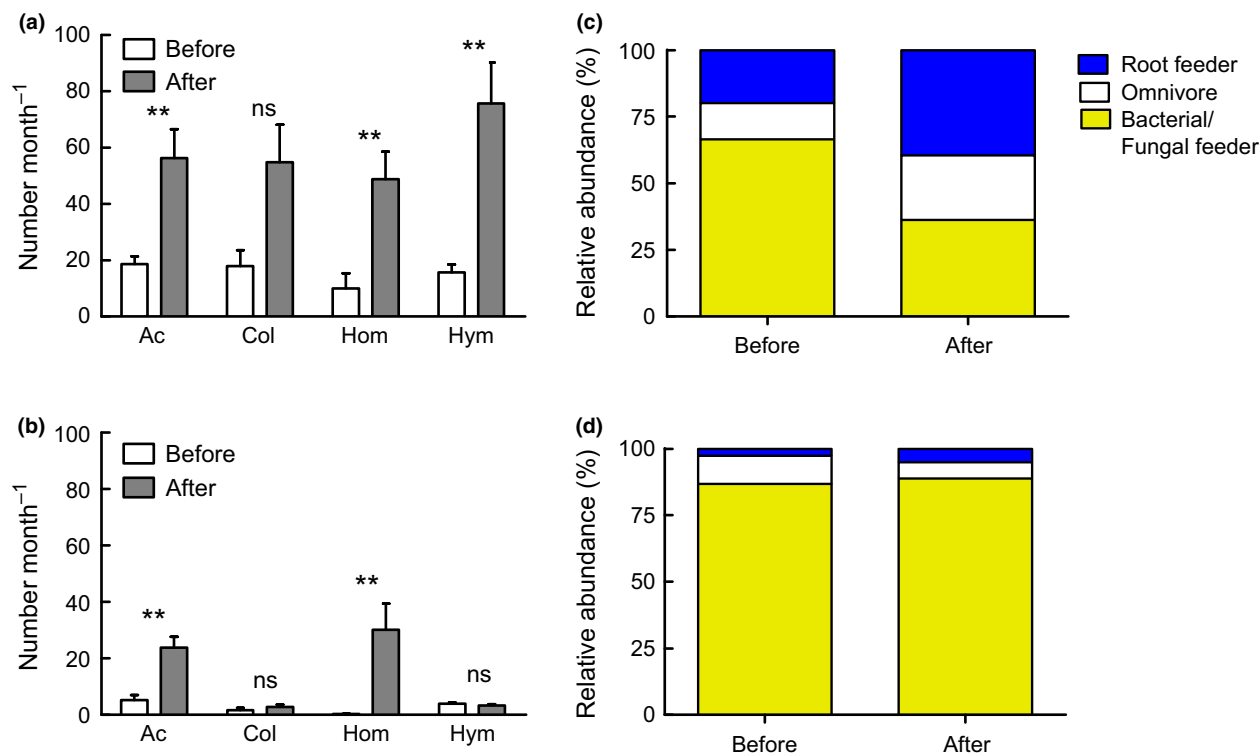 (a)
Number month⁻¹
100
80
60
40
20
0
Before
After
**
ns
**
**
Ac Col Hom Hym
(c)
Relative abundance (%)
100
75
50
25
0
Before After
Root feeder
Omnivore
Bacterial/
Fungal feeder
(b)
Number month⁻¹
100
80
60
40
20
0
Before
After
**
ns
**
ns
Ac Col Hom Hym
(d)
Relative abundance (%)
100
75
50
25
0
Before After